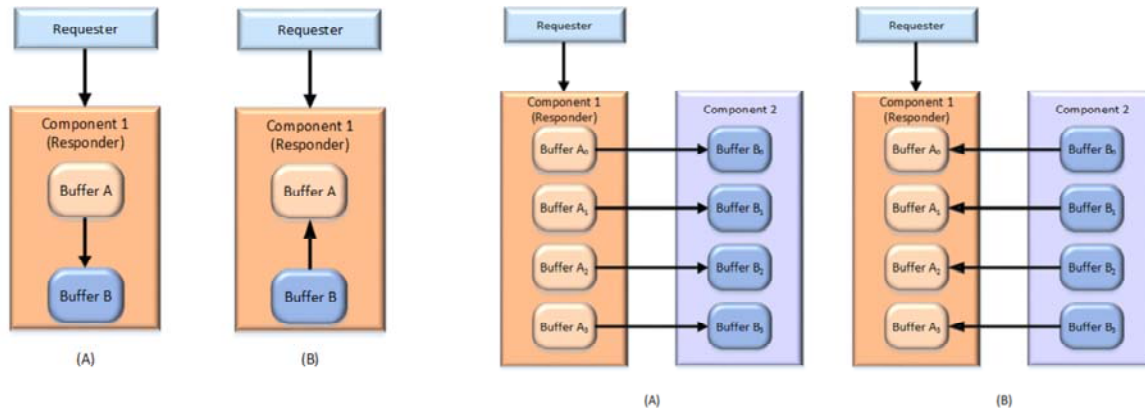 Requester
Component 1
(Responder)
Buffer A
Buffer B
(A)
Requester
Component 1
(Responder)
Buffer A
Buffer B
(B)
Requester
Component 1
(Responder)
Component 2
Buffer A₀
Buffer B₀
Buffer A₁
Buffer B₁
Buffer A₂
Buffer B₂
Buffer A₃
Buffer B₃
(A)
Requester
Component 1
(Responder)
Component 2
Buffer A₀
Buffer B₀
Buffer A₁
Buffer B₁
Buffer A₂
Buffer B₂
Buffer A₃
Buffer B₃
(B)